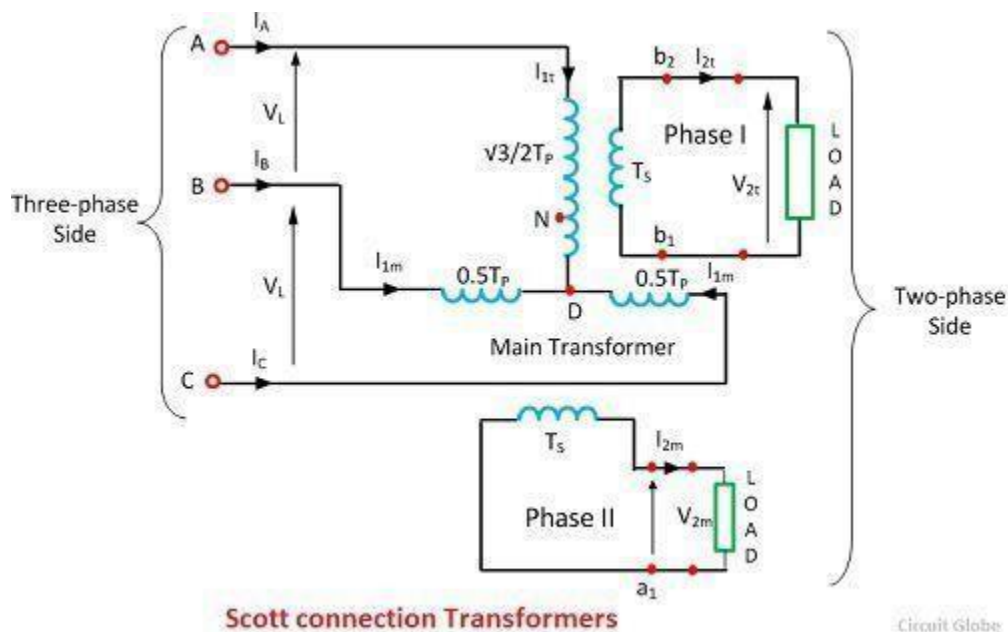 A
I_A
I_1t
V_L
√3/2T_P
N
I_B
B
Three-phase
Side
I_1m
0.5T_P
D
0.5T_P
I_1m
V_L
Main Transformer
I_C
C
b_2
I_2t
Phase I
T_S
V_2t
LOAD
b_1
Two-phase
Side
T_S
I_2m
Phase II
V_2m
LOAD
a_1
Scott connection Transformers
Circuit Globe